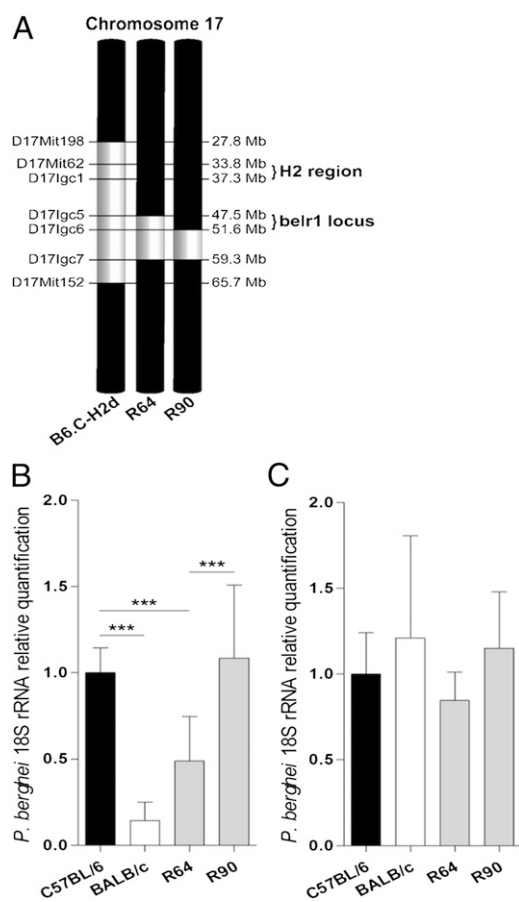 A
Chromosome 17
D17Mit198 27.8 Mb
D17Mit62 33.8 Mb
}H2 region
D17Igc1 37.3 Mb
D17Igc5 47.5 Mb
}belr1 locus
D17Igc6 51.6 Mb
D17Igc7 59.3 Mb
D17Mit152 65.7 Mb
B6.C-H2d R64 R90
B
P. berghei 18S rRNA relative quantification
2.0
1.5
1.0
0.5
0.0
***
***
***
C57BL/6 BALB/c R64 R90
C
P. berghei 18S rRNA relative quantification
2.0
1.5
1.0
0.5
0.0
C57BL/6 BALB/c R64 R90